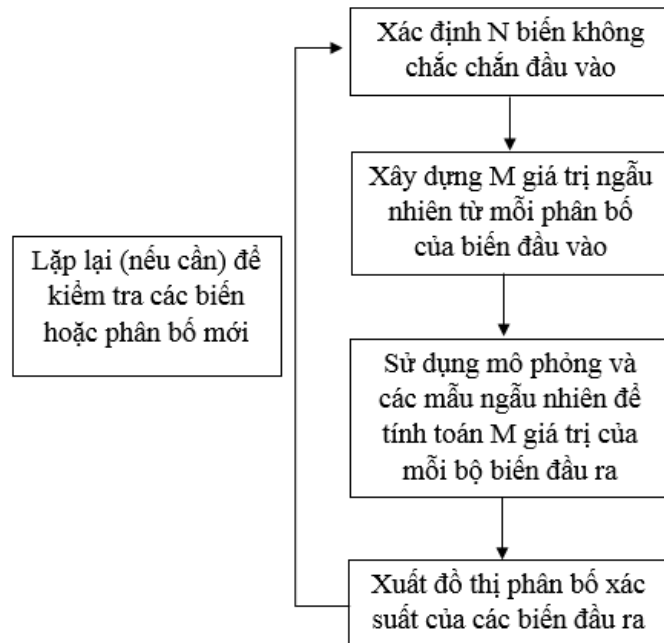 Xác định N biến không
chắc chắn đầu vào
Xây dựng M giá trị ngẫu
nhiên từ mỗi phân bố
của biến đầu vào
Lặp lại (nếu cần) để
kiểm tra các biến
hoặc phân bố mới
Sử dụng mô phỏng và
các mẫu ngẫu nhiên để
tính toán M giá trị của
mỗi bộ biến đầu ra
Xuất đồ thị phân bố xác
suất của các biến đầu ra